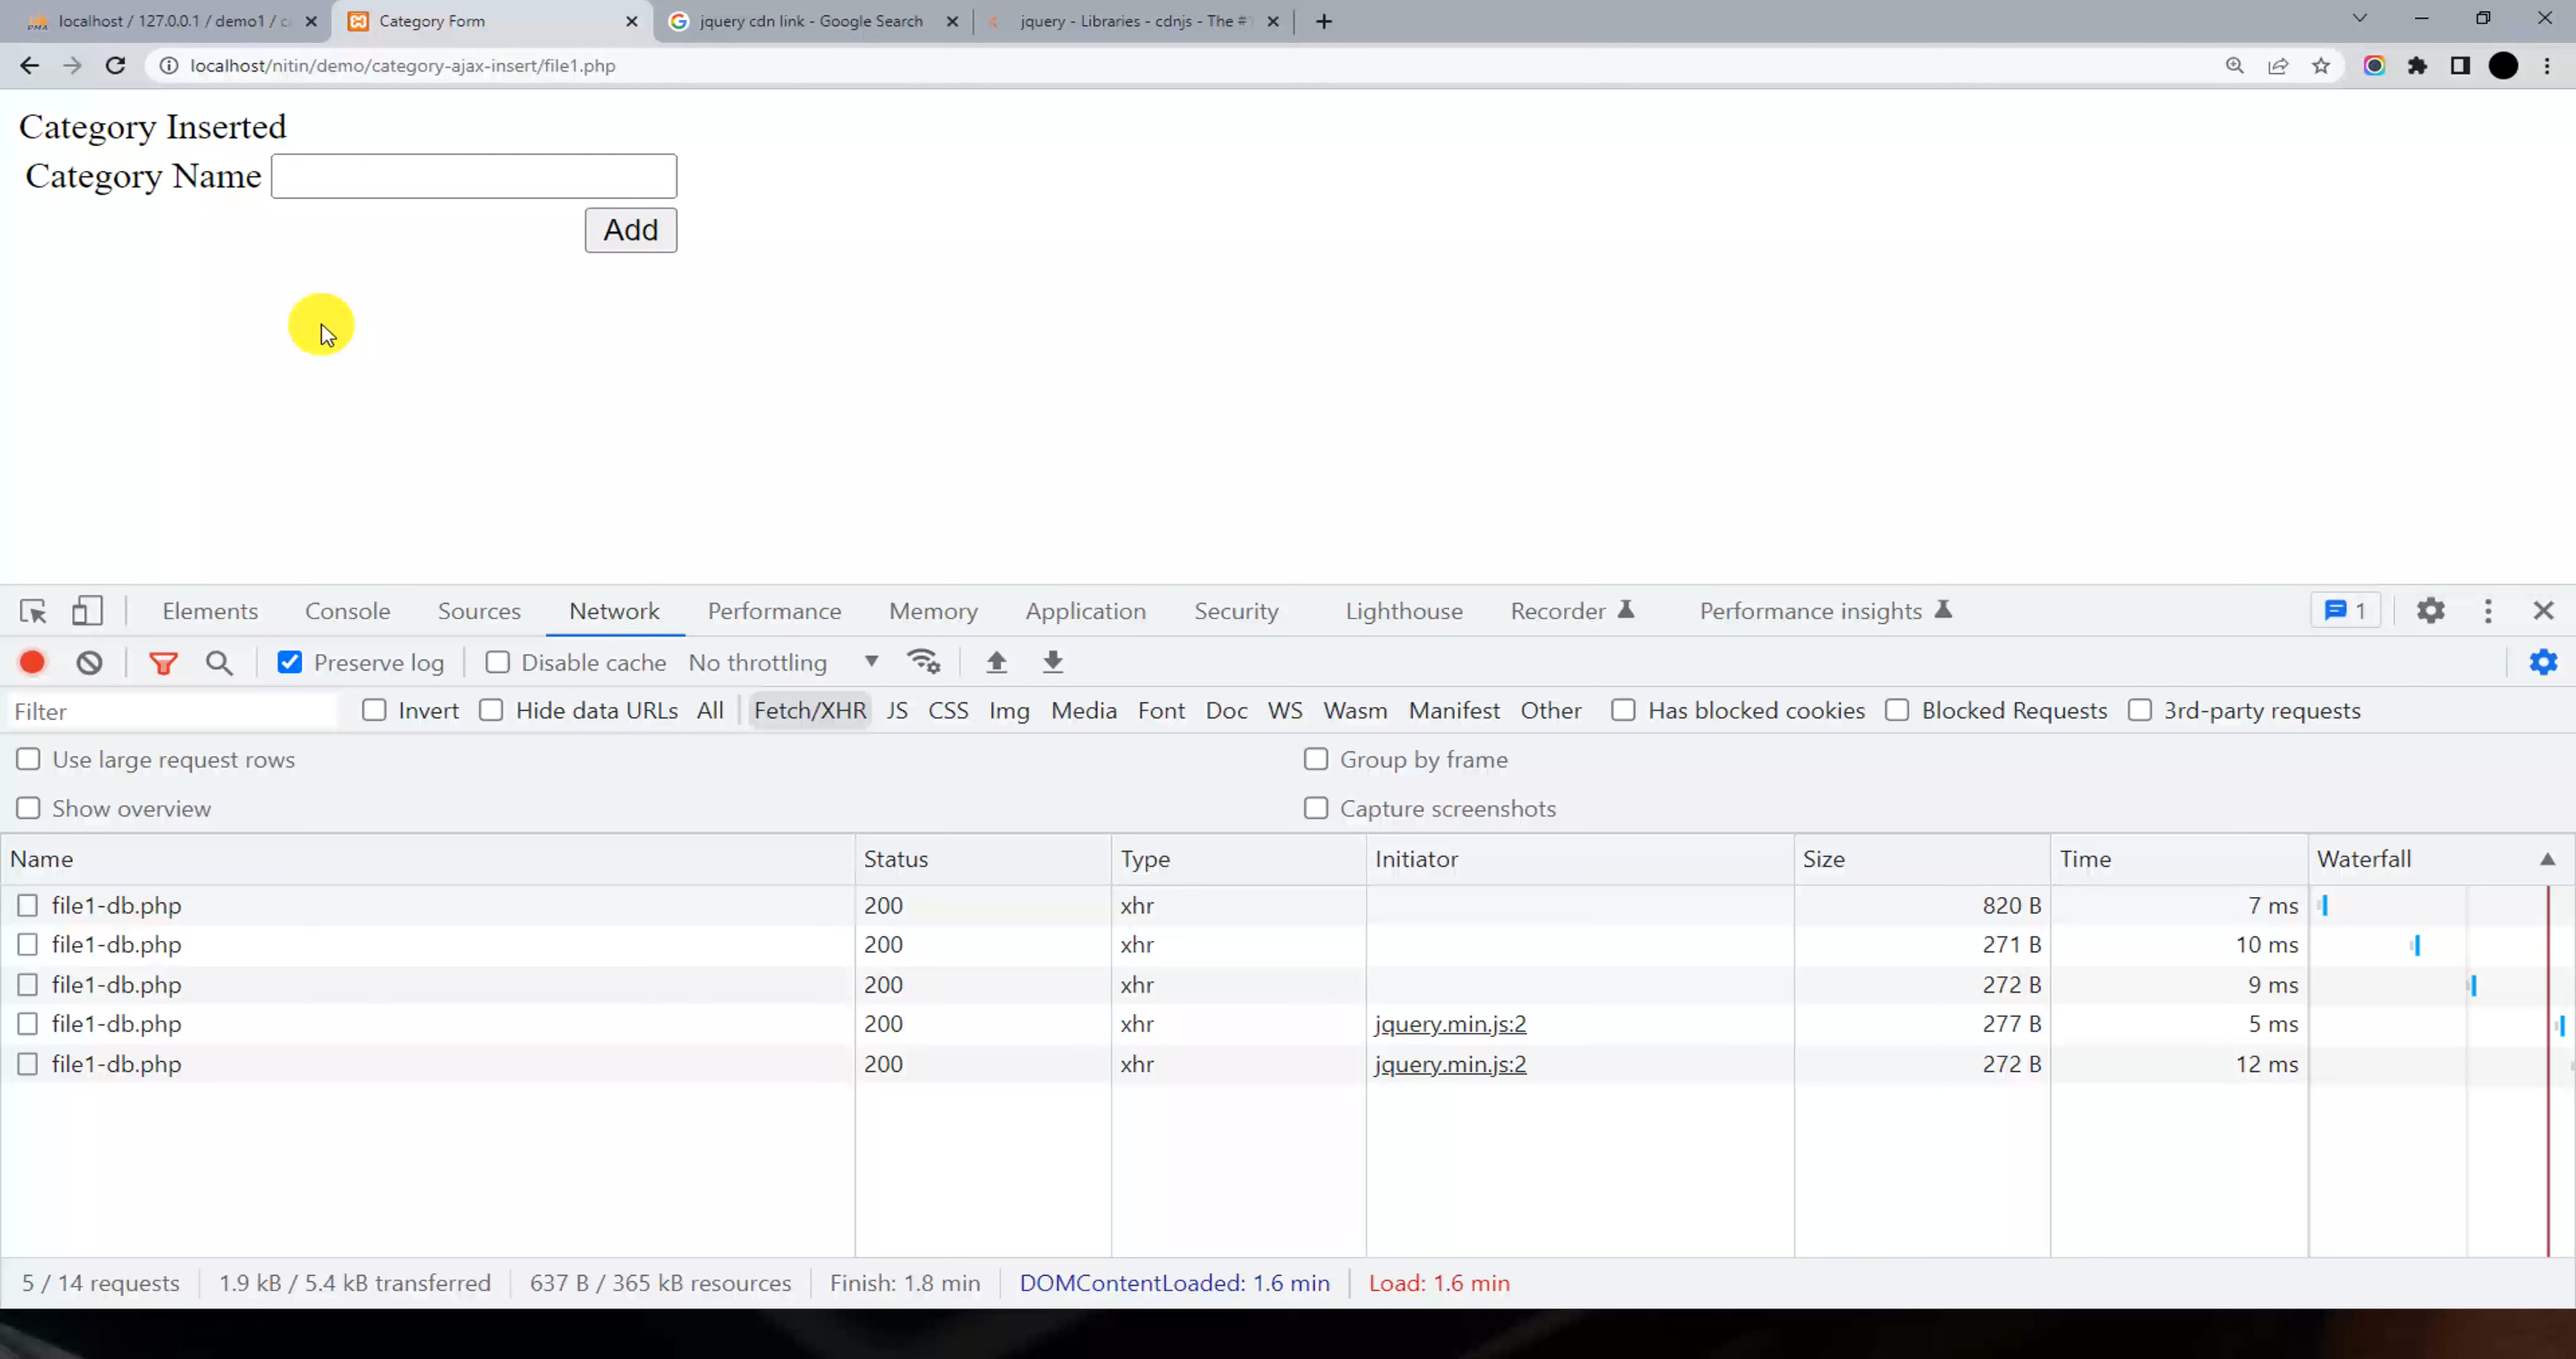 localhost / 127.0.0.1 / demo1 / c
Category Form
jquery cdn link - Google Search
jquery - Libraries - cdnjs - The #
localhost/nitin/demo/category-ajax-insert/file1.php
Category Inserted
Category Name
Add
Elements Console Sources Network Performance Memory Application Security Lighthouse Recorder Performance insights 1
Preserve log Disable cache No throttling
Filter Invert Hide data URLs All Fetch/XHR JS CSS Img Media Font Doc WS Wasm Manifest Other Has blocked cookies Blocked Requests 3rd-party requests
Use large request rows Group by frame
Show overview Capture screenshots
Name Status Type Initiator Size Time Waterfall
file1-db.php 200 xhr 820 B 7 ms
file1-db.php 200 xhr 271 B 10 ms
file1-db.php 200 xhr 272 B 9 ms
file1-db.php 200 xhr jquery.min.js:2 277 B 5 ms
file1-db.php 200 xhr jquery.min.js:2 272 B 12 ms
5 / 14 requests 1.9 kB / 5.4 kB transferred 637 B / 365 kB resources Finish: 1.8 min DOMContentLoaded: 1.6 min Load: 1.6 min